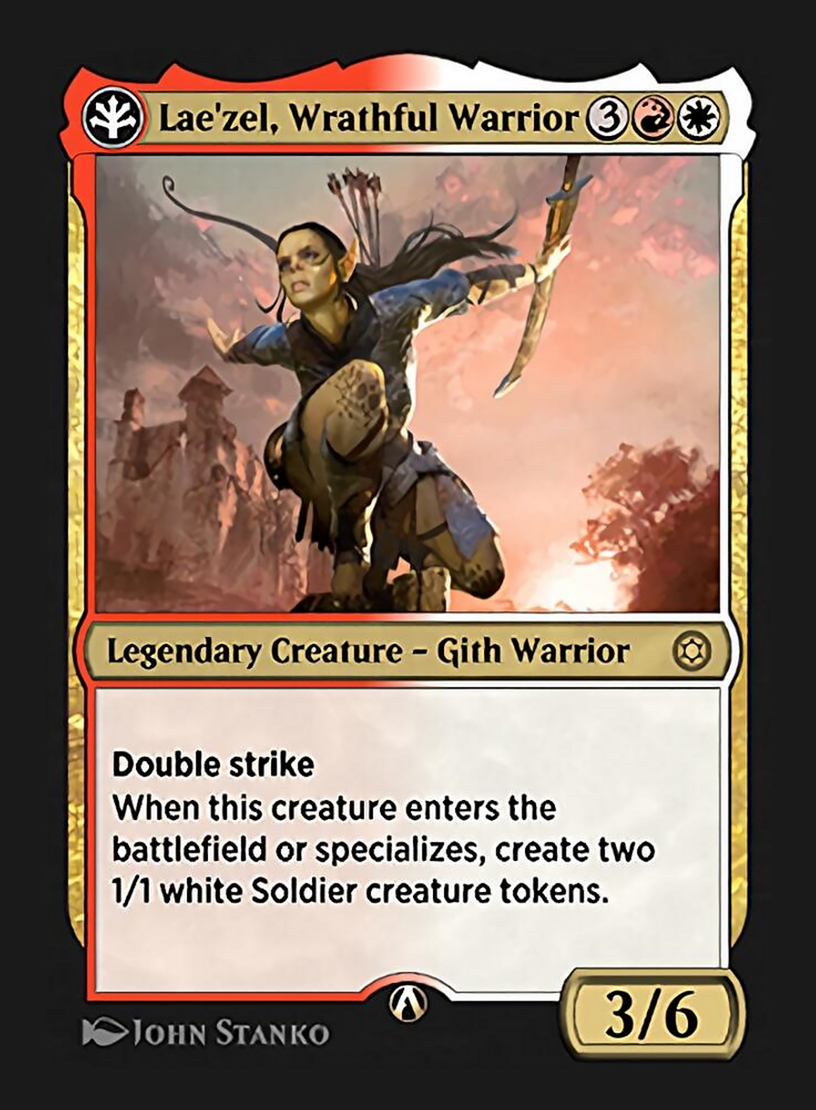 Lae'zel, Wrathful Warrior 3
Legendary Creature – Gith Warrior
Double strike
When this creature enters the
battlefield or specializes, create two
1/1 white Soldier creature tokens.
3/6
John Stanko